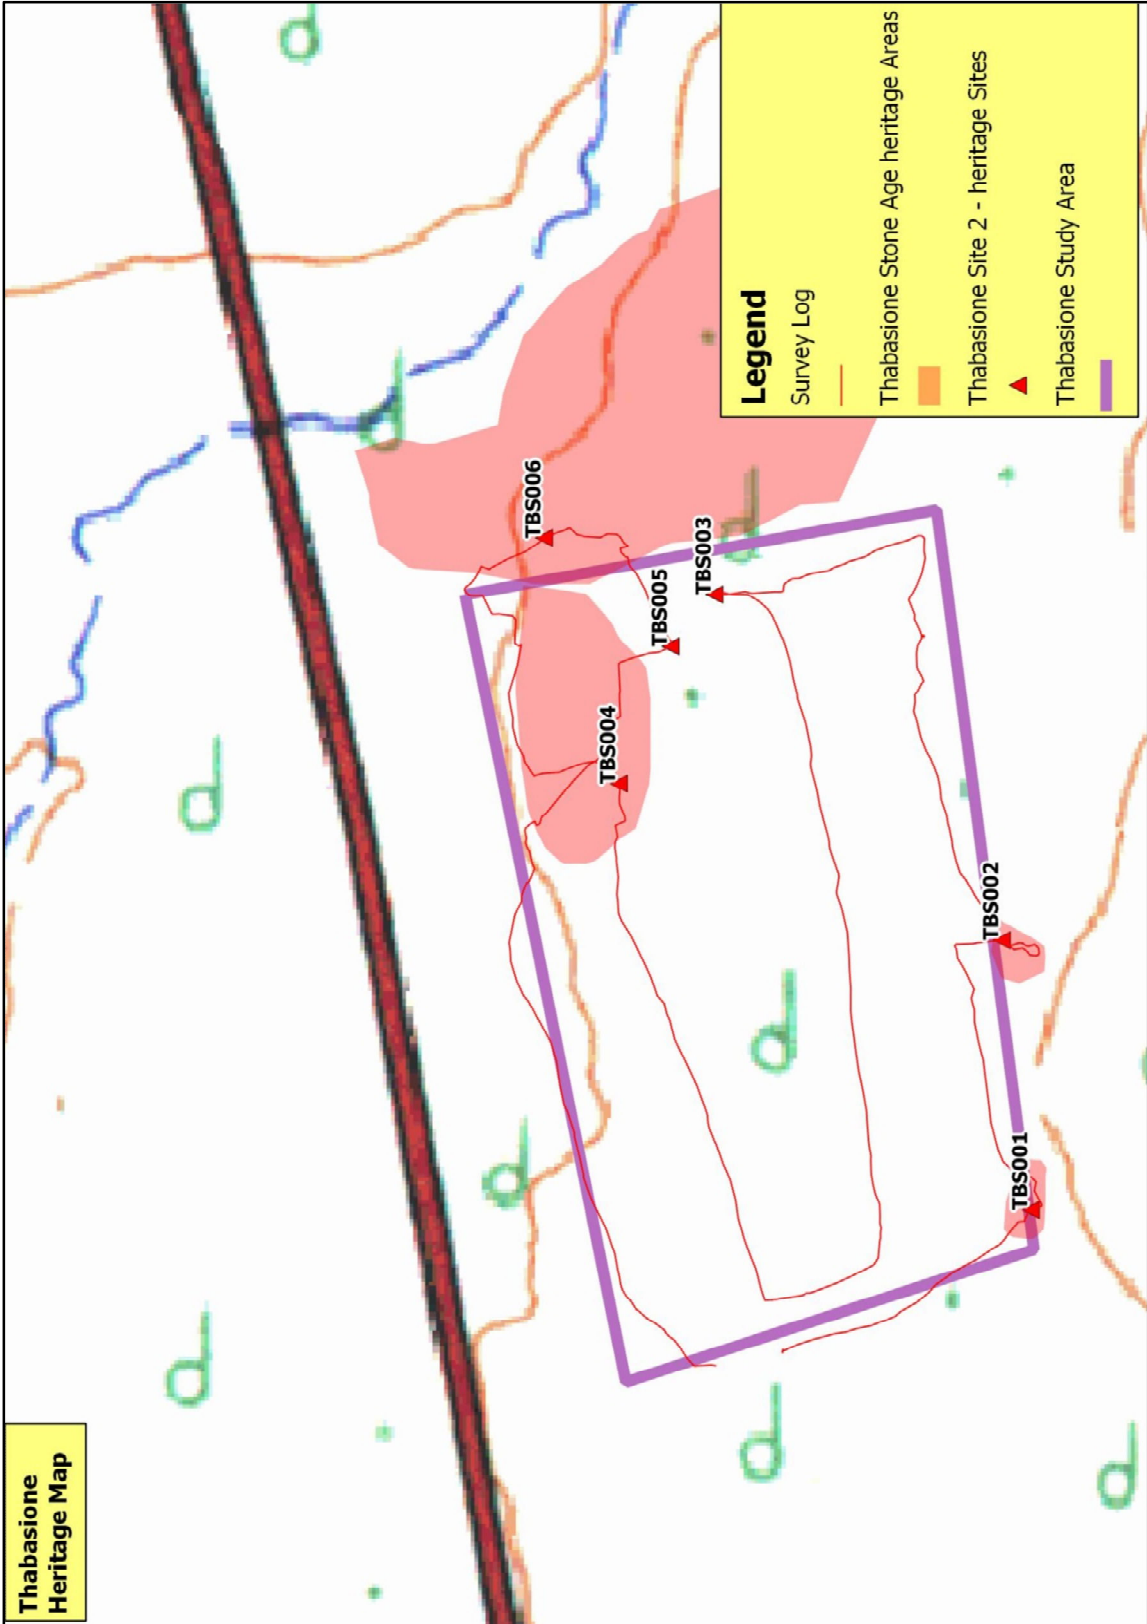 Thabasione
Heritage Map
TBS006
TBS005
TBS003
TBS004
TBS002
TBS001
Legend
Survey Log
Thabasione Stone Age heritage Areas
Thabasione Site 2 - heritage Sites
Thabasione Study Area